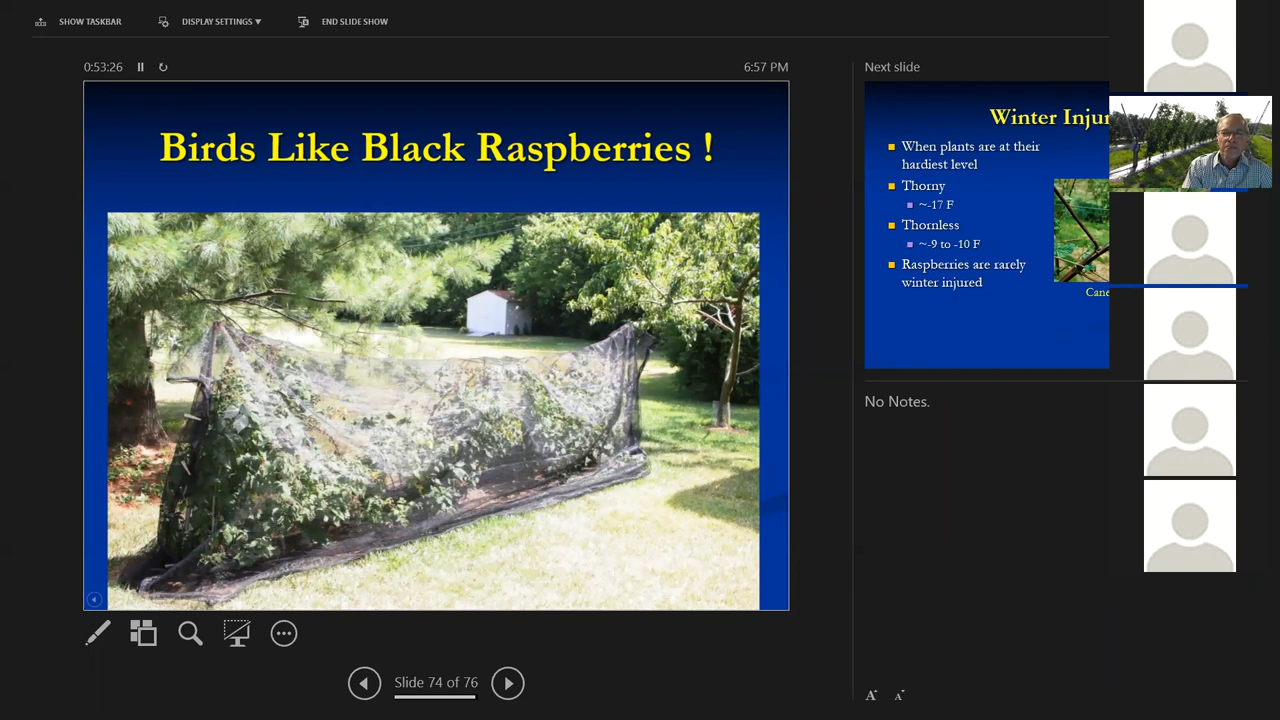 SHOW TASKBAR
DISPLAY SETTINGS ▼
END SLIDE SHOW
0:53:26
6:57 PM
Next slide
Birds Like Black Raspberries !
Winter
When plants are at their
hardiest level
Thorny
~-17 F
Thornless
~-9 to -10 F
Raspberries are rarely
winter injured
No Notes.
Slide 74 of 76
A
A